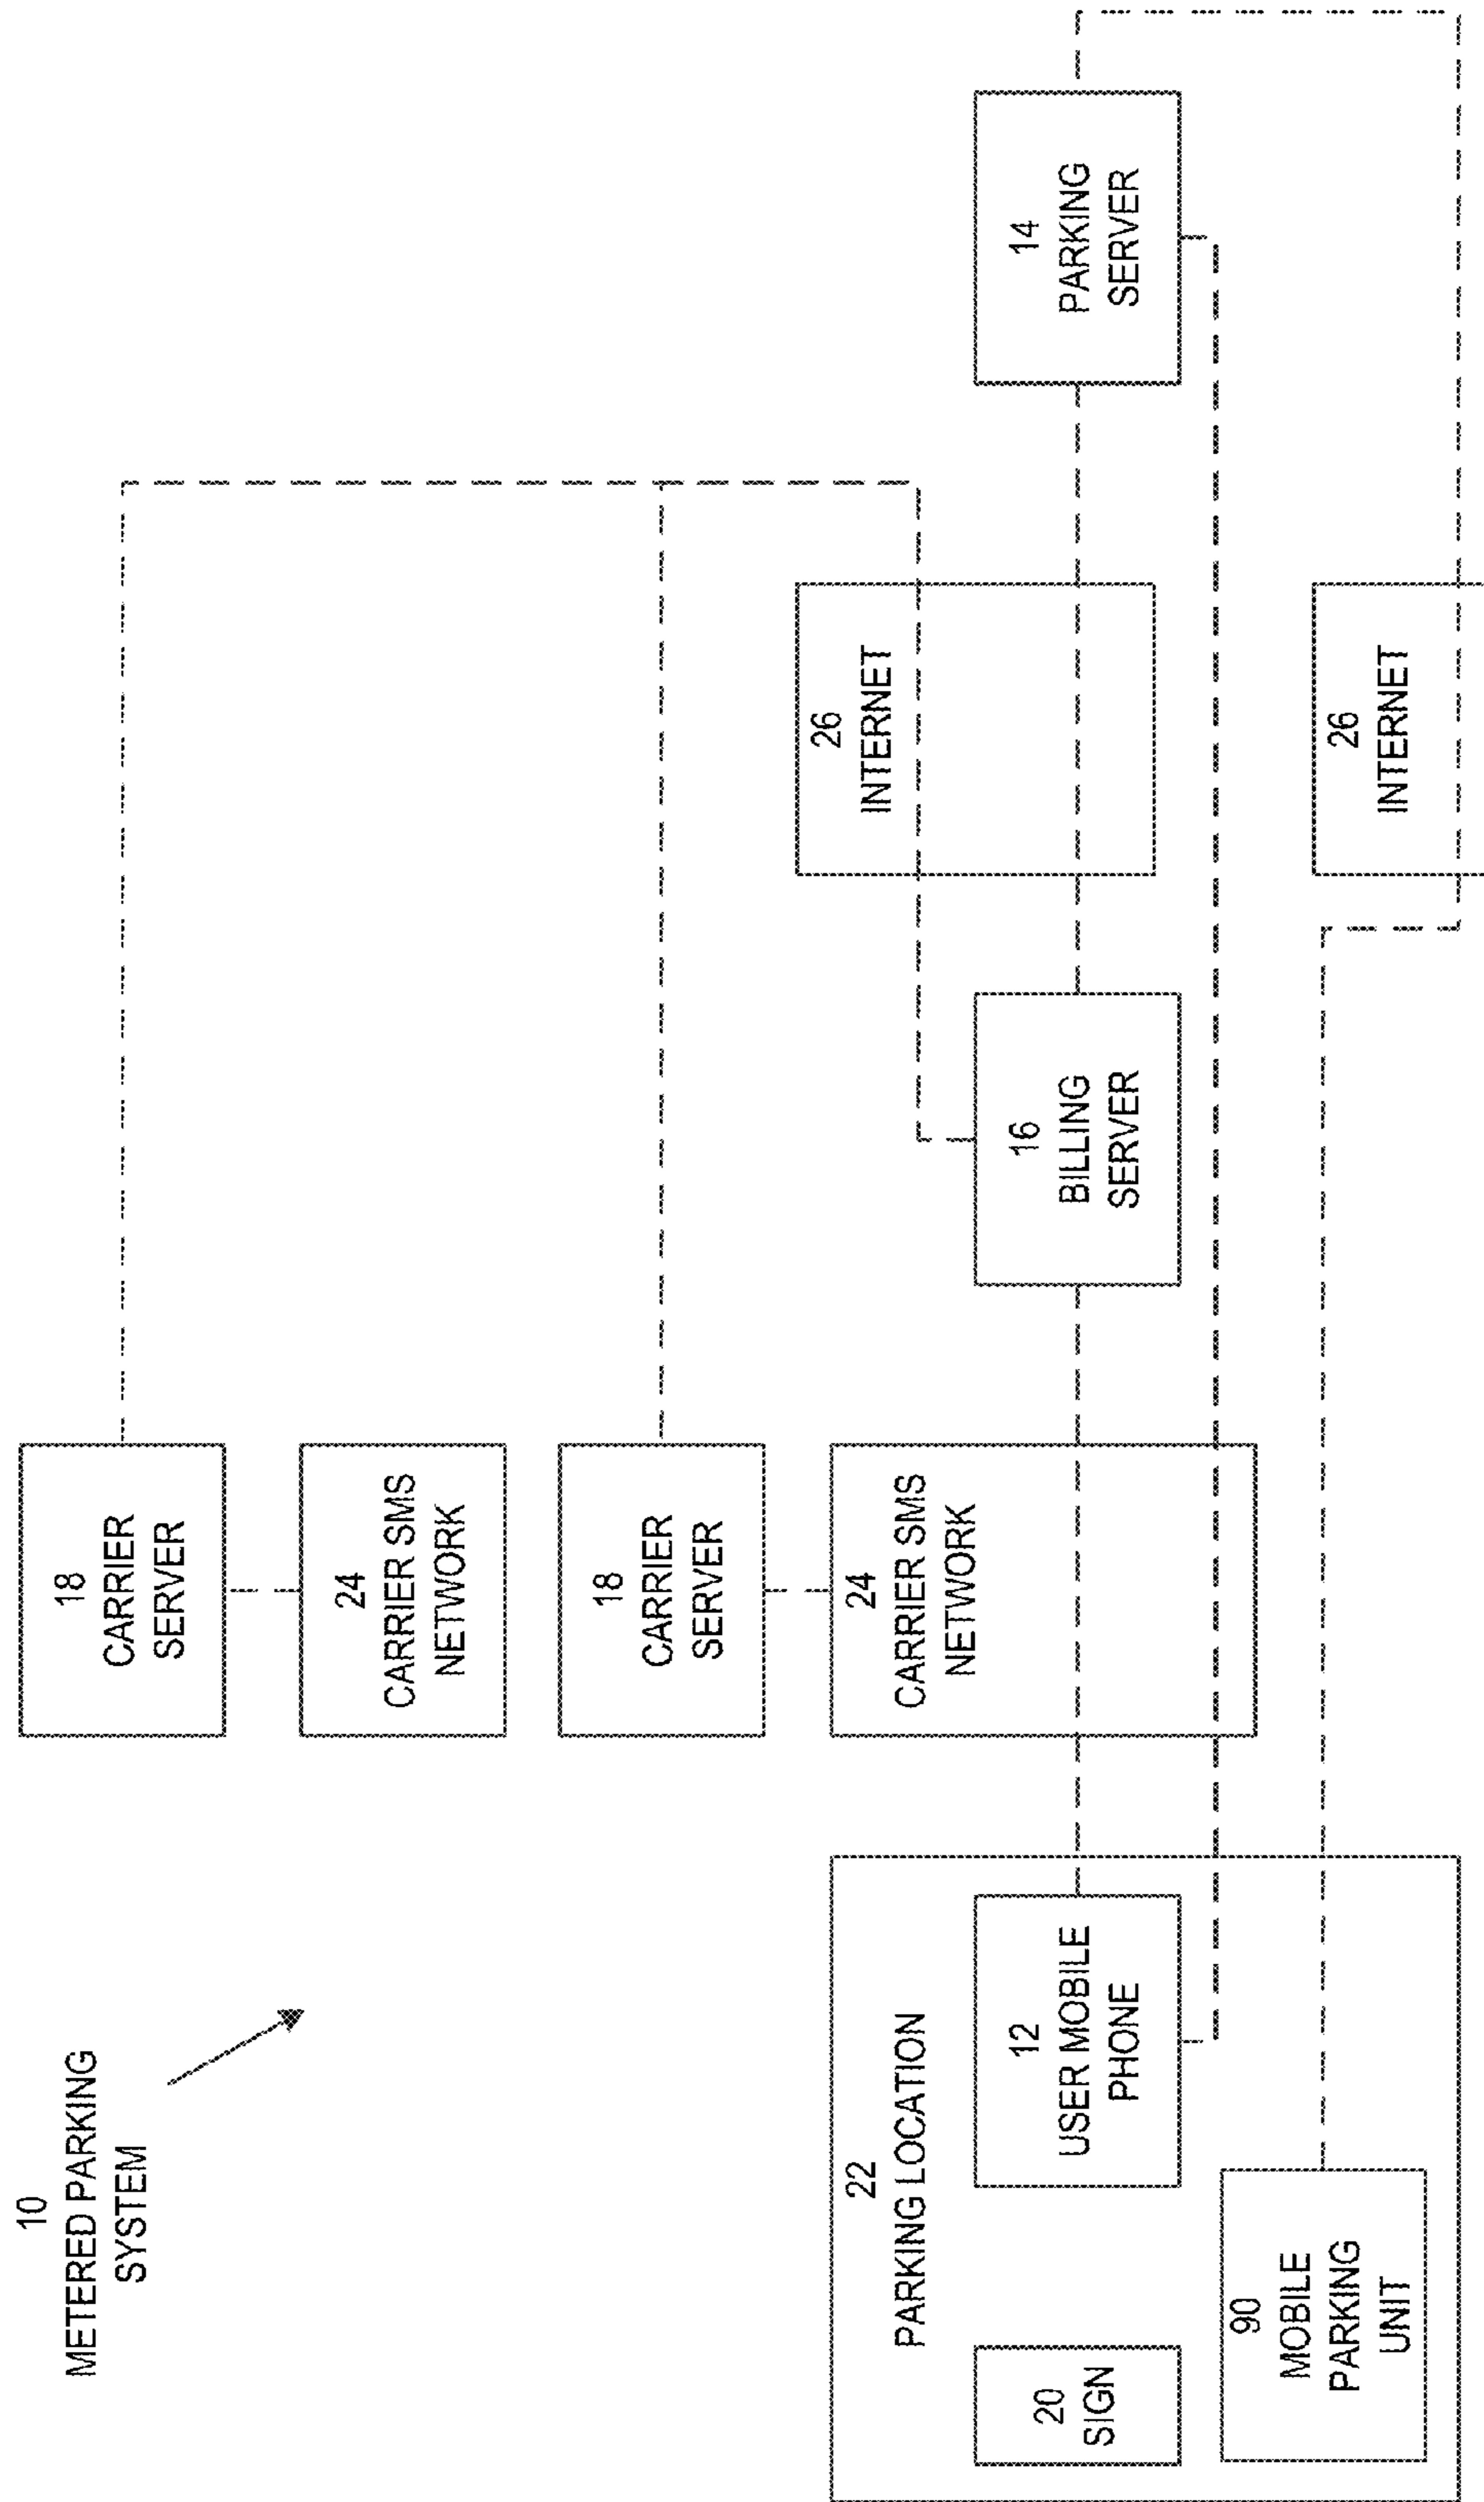 10
METERED PARKING
SYSTEM
18
CARRIER
SERVER
24
CARRIER SMS
NETWORK
18
CARRIER
SERVER
24
CARRIER SMS
NETWORK
22
PARKING LOCATION
20
SIGN
12
USER MOBILE
PHONE
90
MOBILE
PARKING
UNIT
16
BILLING
SERVER
26
INTERNET
14
PARKING
SERVER
26
INTERNET